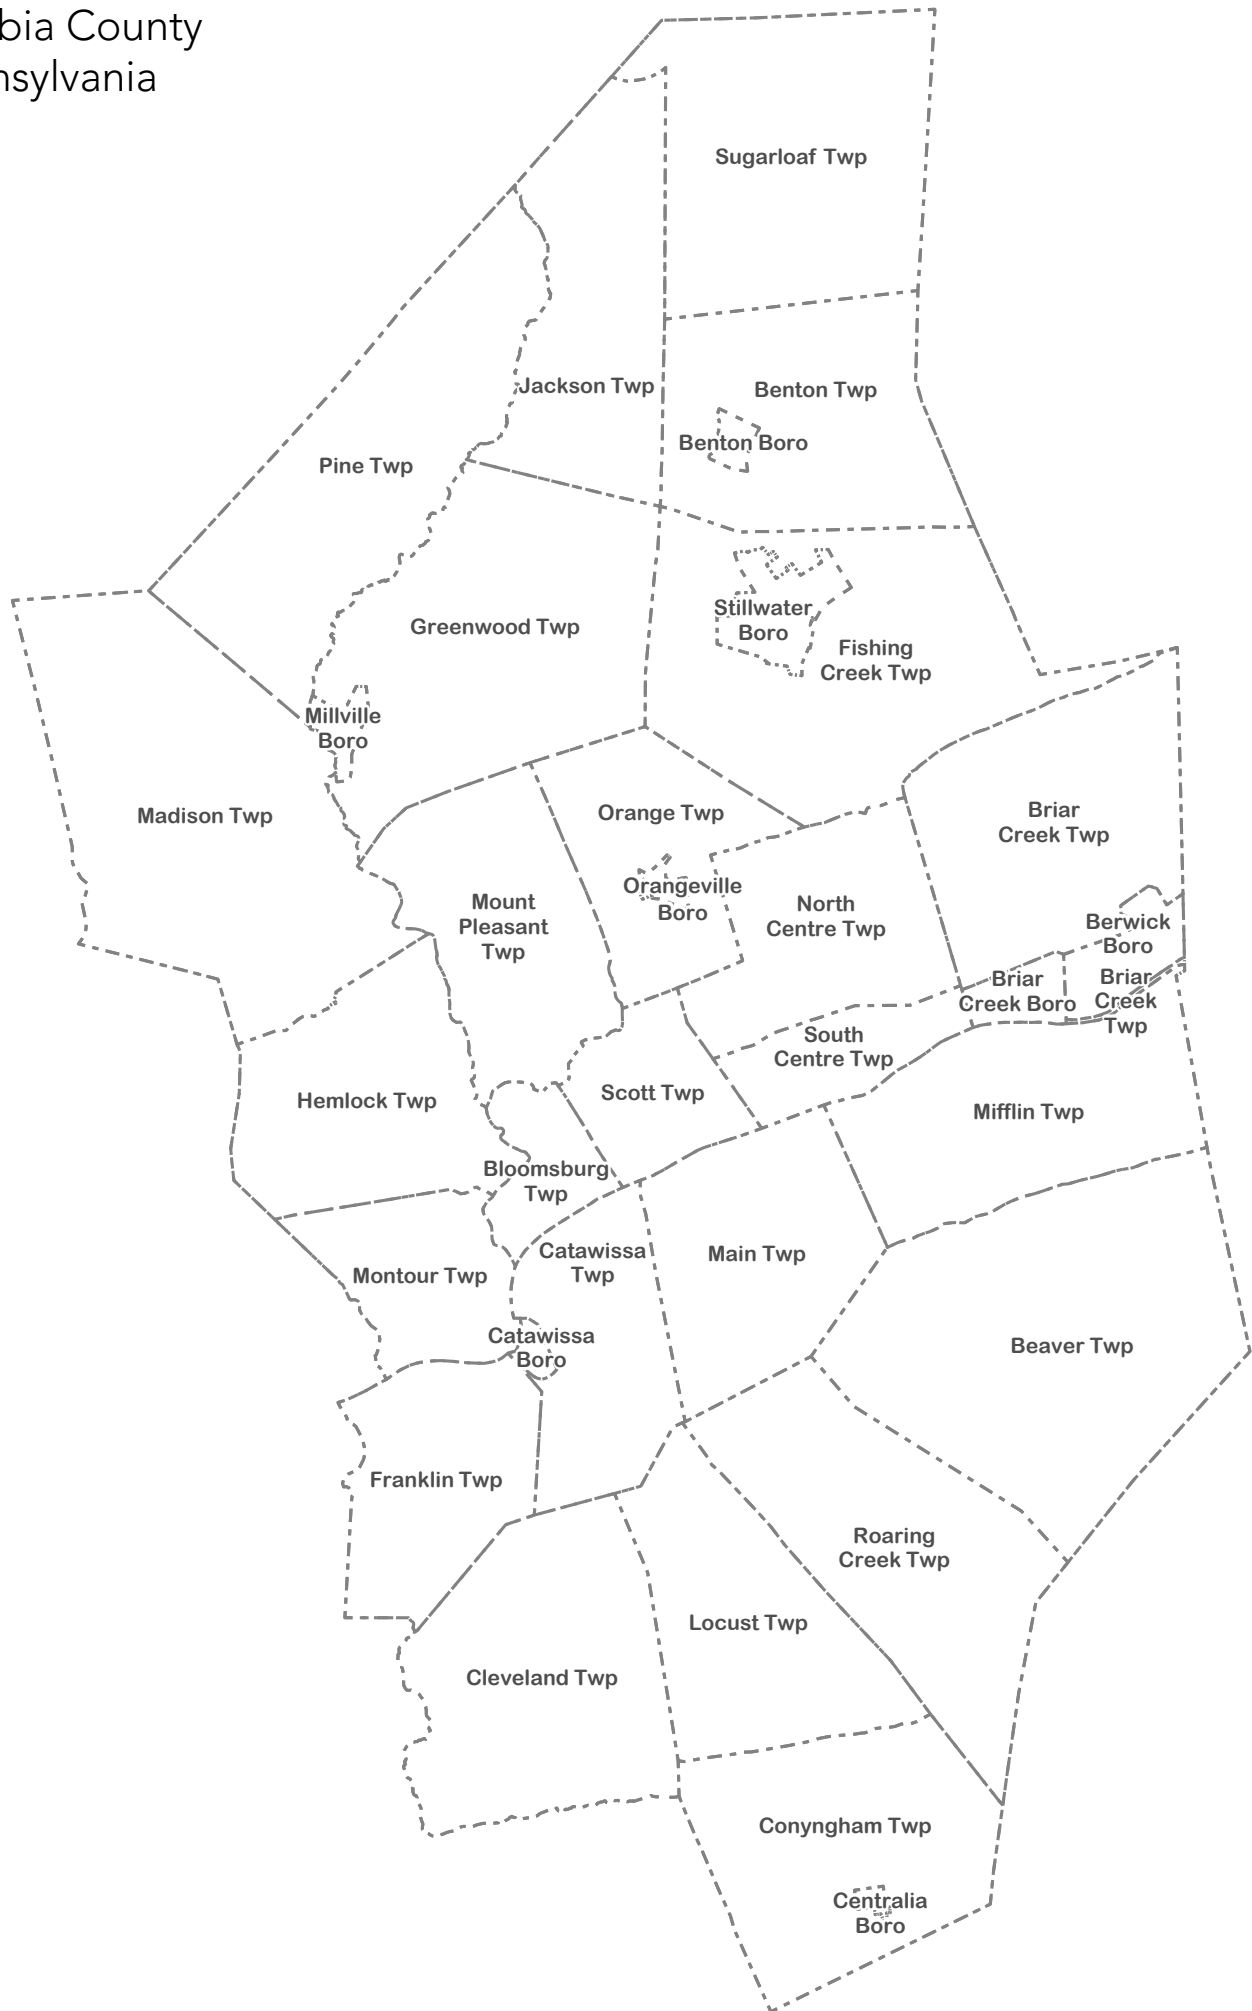 bia County
nsylvania
Sugarloaf Twp
Jackson Twp
Benton Twp
Benton Boro
Pine Twp
Stillwater
Boro
Greenwood Twp
Fishing
Creek Twp
Millville
Boro
Madison Twp
Orange Twp
Briar
Creek Twp
Orangeville
Boro
Mount
Pleasant
Twp
North
Centre Twp
Berwick
Boro
Briar
Creek Boro
Briar
Creek
Twp
South
Centre Twp
Hemlock Twp
Scott Twp
Mifflin Twp
Bloomsburg
Twp
Catawissa
Twp
Main Twp
Montour Twp
Catawissa
Boro
Beaver Twp
Franklin Twp
Roaring
Creek Twp
Locust Twp
Cleveland Twp
Conyngham Twp
Centralia
Boro